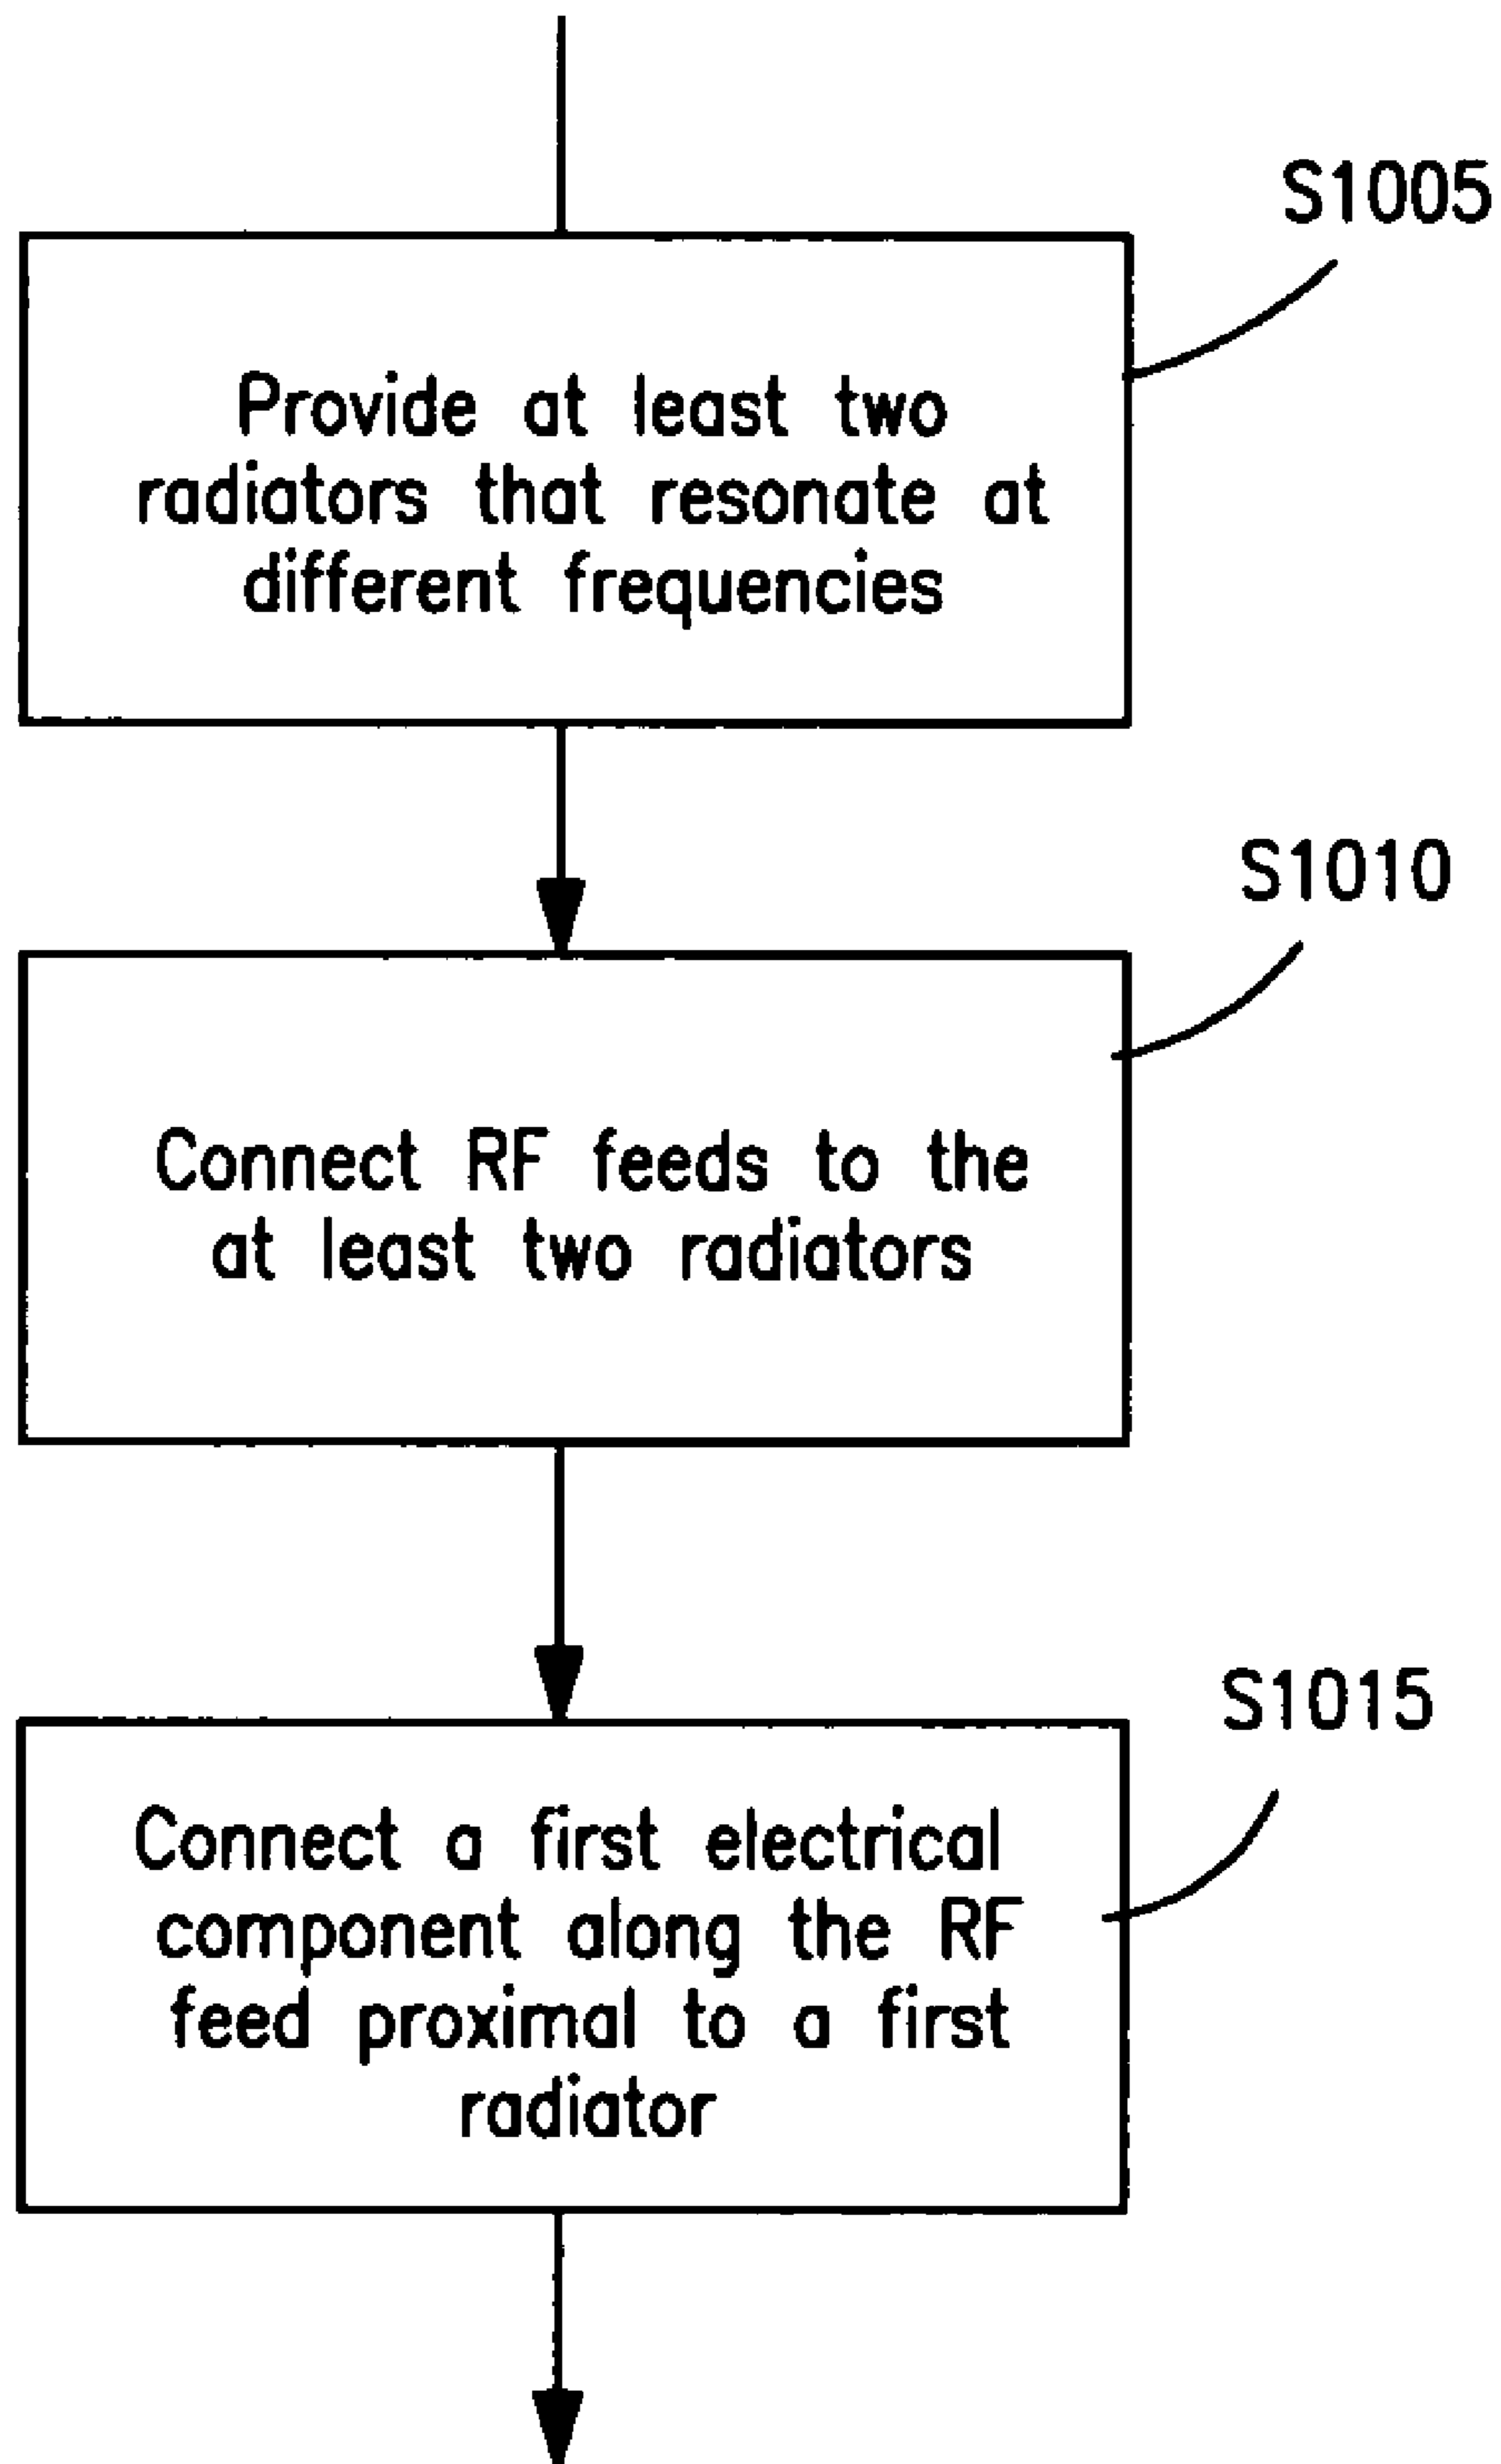 S1005
Provide at least two
radiators that resonate at
different frequencies
S1010
Connect RF feeds to the
at least two radiators
S1015
Connect a first electrical
component along the RF
feed proximal to a first
radiator